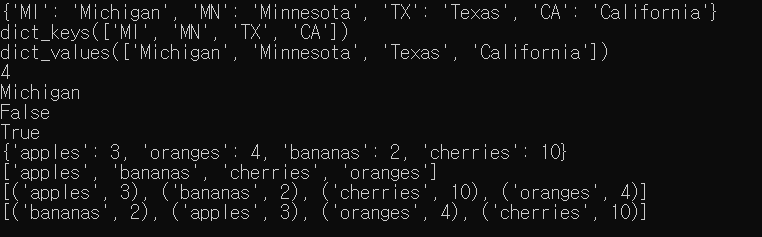 {'MI': 'Michigan', 'MN': 'Minnesota', 'TX': 'Texas', 'CA': 'California'}
dict_keys(['MI', 'MN', 'TX', 'CA'])
dict_values(['Michigan', 'Minnesota', 'Texas', 'California'])
4
Michigan
False
True
{'apples': 3, 'oranges': 4, 'bananas': 2, 'cherries': 10}
['apples', 'bananas', 'cherries', 'oranges']
[('apples', 3), ('bananas', 2), ('cherries', 10), ('oranges', 4)]
[('bananas', 2), ('apples', 3), ('oranges', 4), ('cherries', 10)]